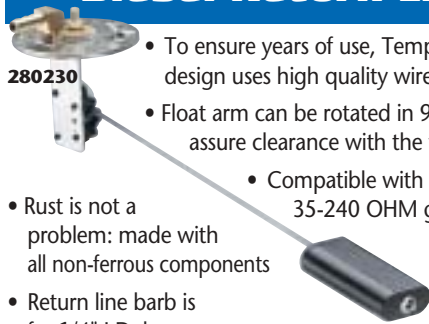 280230
• To ensure years of use, Temp
design uses high quality wire
• Float arm can be rotated in 9
assure clearance with the
• Compatible with
35-240 OHM g
• Rust is not a
problem: made with
all non-ferrous components
• Return line barb is